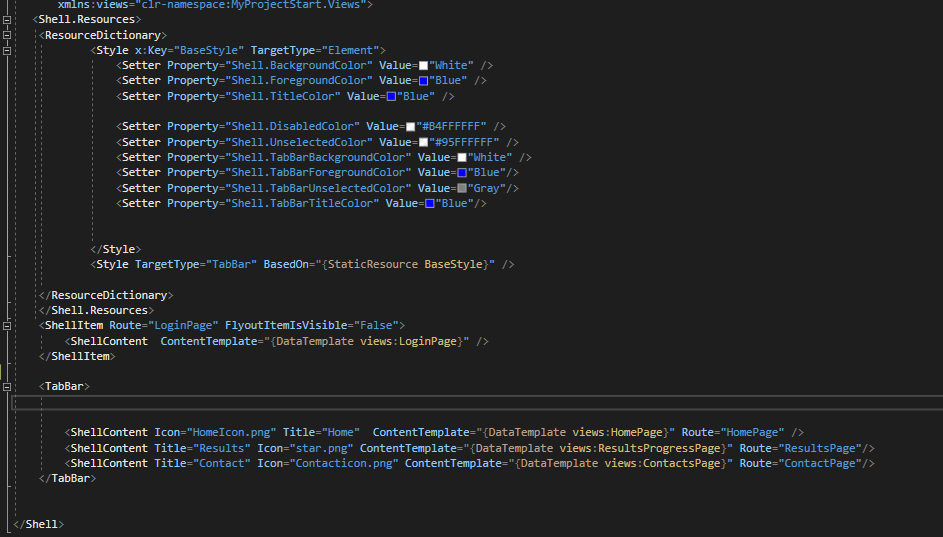 xmlns:views="clr-namespace:MyProjectStart.Views">
<Shell.Resources>
<ResourceDictionary>
<Style x:Key="BaseStyle" TargetType="Element">
<Setter Property="Shell.BackgroundColor" Value="White" />
<Setter Property="Shell.ForegroundColor" Value="Blue" />
<Setter Property="Shell.TitleColor" Value="Blue" />
<Setter Property="Shell.DisabledColor" Value="#B4FFFFFF" />
<Setter Property="Shell.UnselectedColor" Value="#95FFFFFF" />
<Setter Property="Shell.TabBarBackgroundColor" Value="White" />
<Setter Property="Shell.TabBarForegroundColor" Value="Blue"/>
<Setter Property="Shell.TabBarUnselectedColor" Value="Gray"/>
<Setter Property="Shell.TabBarTitleColor" Value="Blue"/>
</Style>
<Style TargetType="TabBar" BasedOn="{StaticResource BaseStyle}" />
</ResourceDictionary>
</Shell.Resources>
<ShellItem Route="LoginPage" FlyoutItemIsVisible="False">
<ShellContent  ContentTemplate="{DataTemplate views:LoginPage}" />
</ShellItem>
<TabBar>
<ShellContent Icon="HomeIcon.png" Title="Home"  ContentTemplate="{DataTemplate views:HomePage}" Route="HomePage" />
<ShellContent Title="Results" Icon="star.png" ContentTemplate="{DataTemplate views:ResultsProgressPage}" Route="ResultsPage"/>
<ShellContent Title="Contact" Icon="Contacticon.png" ContentTemplate="{DataTemplate views:ContactsPage}" Route="ContactPage"/>
</TabBar>
</Shell>